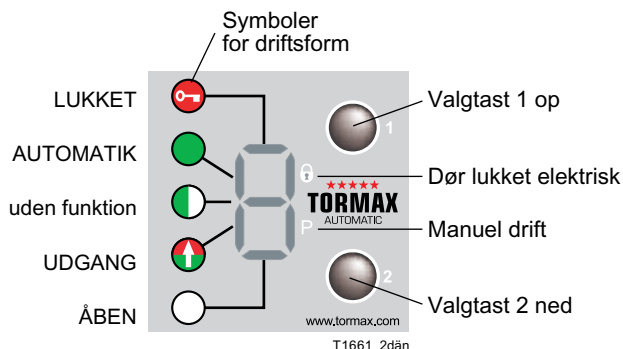 Symboler
for driftsform
LUKKET
AUTOMATIK
uden funktion
UDGANG
ÅBEN
1
TORMAX
AUTOMATIC
P
2
www.tormax.com
Valgtast 1 op
Dør lukket elektrisk
Manuel drift
Valgtast 2 ned
T1661_2dän